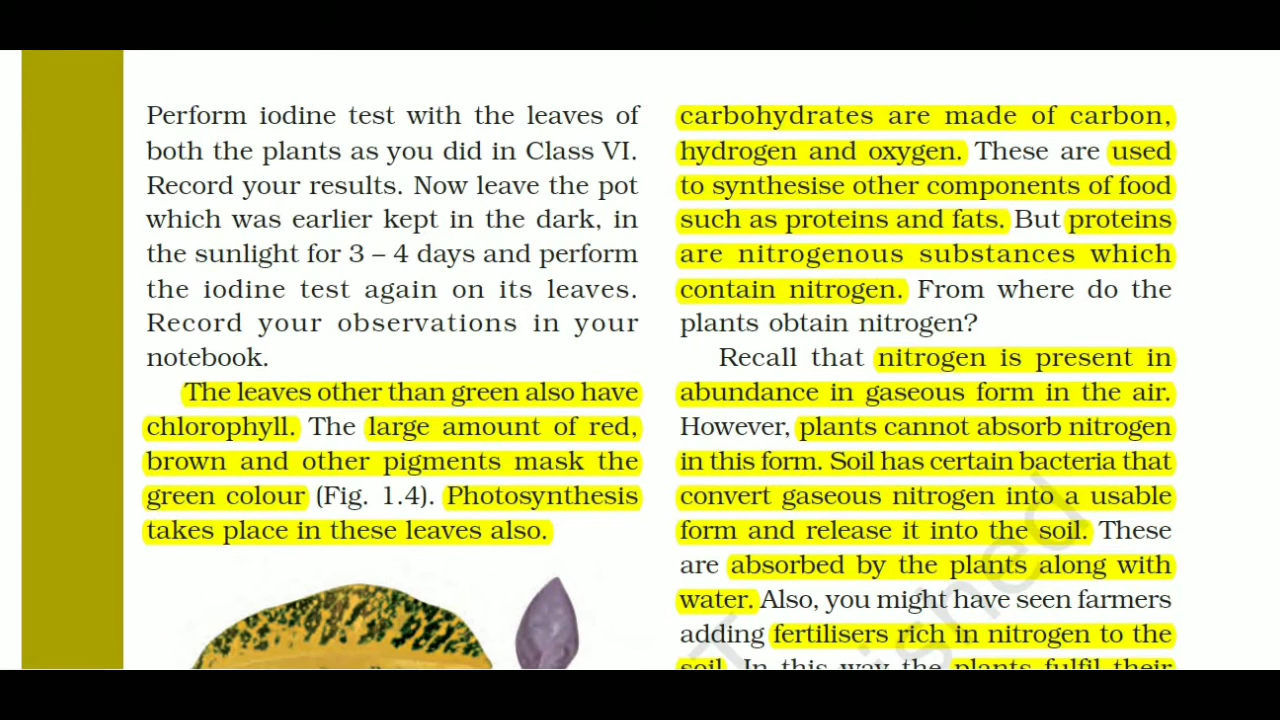 Perform iodine test with the leaves of
both the plants as you did in Class VI.
Record your results. Now leave the pot
which was earlier kept in the dark, in
the sunlight for 3 – 4 days and perform
the iodine test again on its leaves.
Record your observations in your
notebook.
The leaves other than green also have
chlorophyll. The large amount of red,
brown and other pigments mask the
green colour (Fig. 1.4). Photosynthesis
takes place in these leaves also.
carbohydrates are made of carbon,
hydrogen and oxygen. These are used
to synthesise other components of food
such as proteins and fats. But proteins
are nitrogenous substances which
contain nitrogen. From where do the
plants obtain nitrogen?
Recall that nitrogen is present in
abundance in gaseous form in the air.
However, plants cannot absorb nitrogen
in this form. Soil has certain bacteria that
convert gaseous nitrogen into a usable
form and release it into the soil. These
are absorbed by the plants along with
water. Also, you might have seen farmers
adding fertilisers rich in nitrogen to the
soil. In this way the plants fulfil their